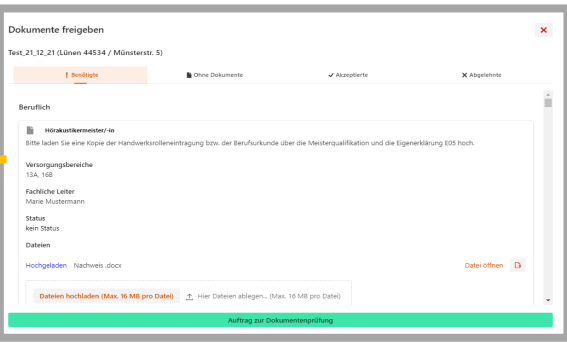 Dokumente freigeben
Test_21_12_21 (Lünen 44534 / Münsterstr. 5)
! Benötigte Ohne Dokumente Akzeptierte Abgelehnte
Beruflich
Hörakustikermeister/-in
Bitte laden Sie eine Kopie der Handwerksrolleneintragung bzw. der Berufsurkunde über die Meisterqualifikation und die Eigenerklärung E05 hoch.
Versorgungsbereiche
13A, 16B
Fachliche Leiter
Marie Mustermann
Status
kein Status
Dateien
Hochgeladen Nachweis .docx Datei öffnen
Dateien hochladen (Max. 16 MB pro Datei) Hier Dateien ablegen... (Max. 16 MB pro Datei)
Auftrag zur Dokumentenprüfung